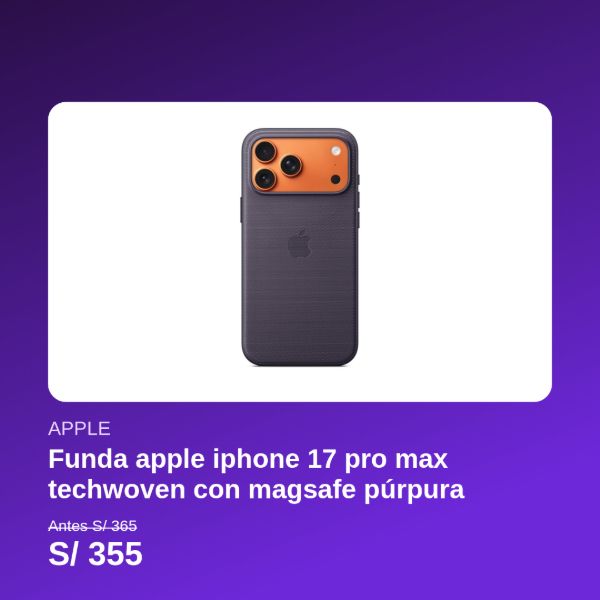 APPLE
Funda apple iphone 17 pro max
techwoven con magsafe púrpura
Antes S/ 365
S/ 355